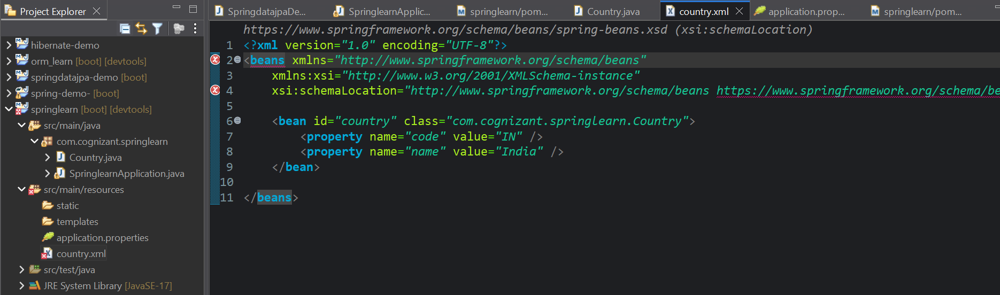 Project Explorer
hibernate-demo
orm_learn [boot] [devtools]
springdatajpa-demo [boot]
spring-demo- [boot]
springlearn [boot] [devtools]
src/main/java
com.cognizant.springlearn
Country.java
SpringlearnApplication.java
src/main/resources
static
templates
application.properties
country.xml
src/test/java
JRE System Library [JavaSE-17]
SpringdatajpaDe... SpringlearnApplic... springlearn/pom... Country.java country.xml application.prop... springlearn/pom...
https://www.springframework.org/schema/beans/spring-beans.xsd (xsi:schemaLocation)
1 <?xml version="1.0" encoding="UTF-8"?>
2 <beans xmlns="http://www.springframework.org/schema/beans"
3 xmlns:xsi="http://www.w3.org/2001/XMLSchema-instance"
4 xsi:schemaLocation="http://www.springframework.org/schema/beans https://www.springframework.org/schema/be
5
6 <bean id="country" class="com.cognizant.springlearn.Country">
7 <property name="code" value="IN" />
8 <property name="name" value="India" />
9 </bean>
10
11 </beans>